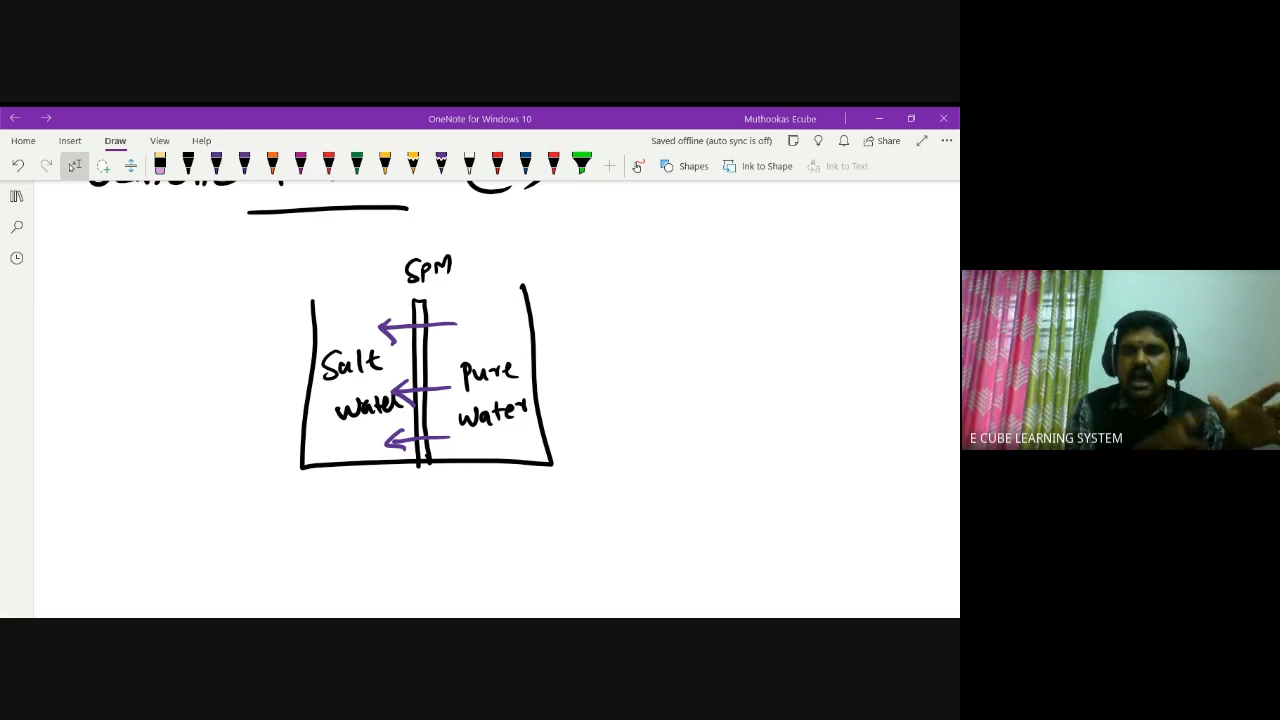 OneNote for Windows 10
Muthookas Ecube
Home Insert Draw View Help
Saved offline (auto sync is off)
Share
Shapes
Ink to Shape
Ink to Text
SPM
Salt
water
Pure
water
E CUBE LEARNING SYSTEM